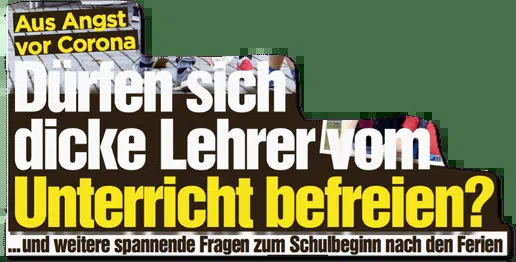 Aus Angst
vor Corona
Dürfen sich
dicke Lehrer vom
Unterricht befreien?
...und weitere spannende Fragen zum Schulbeginn nach den Ferien